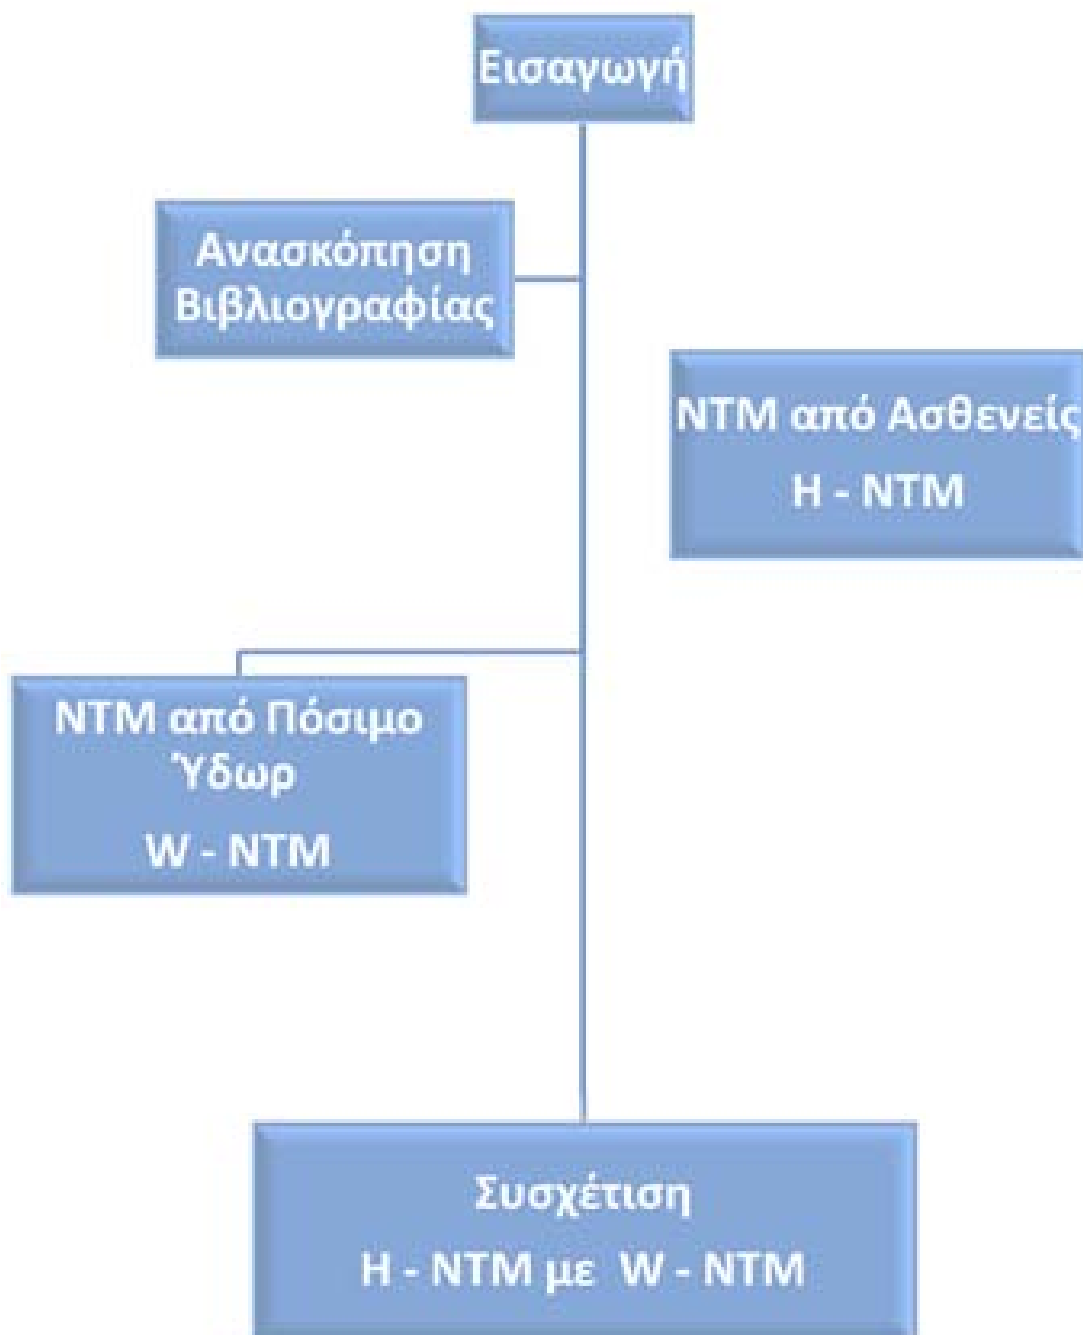 Εισαγωγή
Ανασκόπηση
Βιβλιογραφίας
NTM από Ασθενείς
H - NTM
NTM από Πόσιμο
Ύδωρ
W - NTM
Συσχέτιση
H - NTM με W - NTM